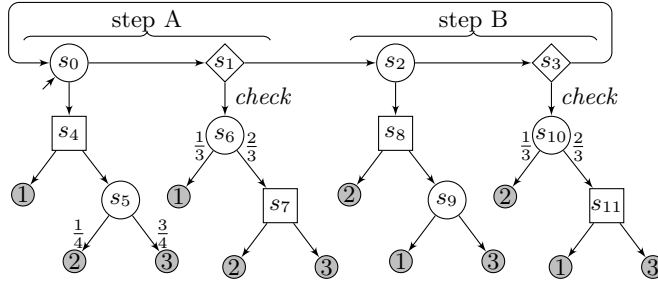 step A step B
s₀ s₁ s₂ s₃
check check
s₄ 1/3 s₆ 2/3 s₈ 1/3 s₁₀ 2/3
1 s₅ 1 s₇ 2 s₉ 2 s₁₁
1/4 3/4
2 3 2 3 1 3 1 3